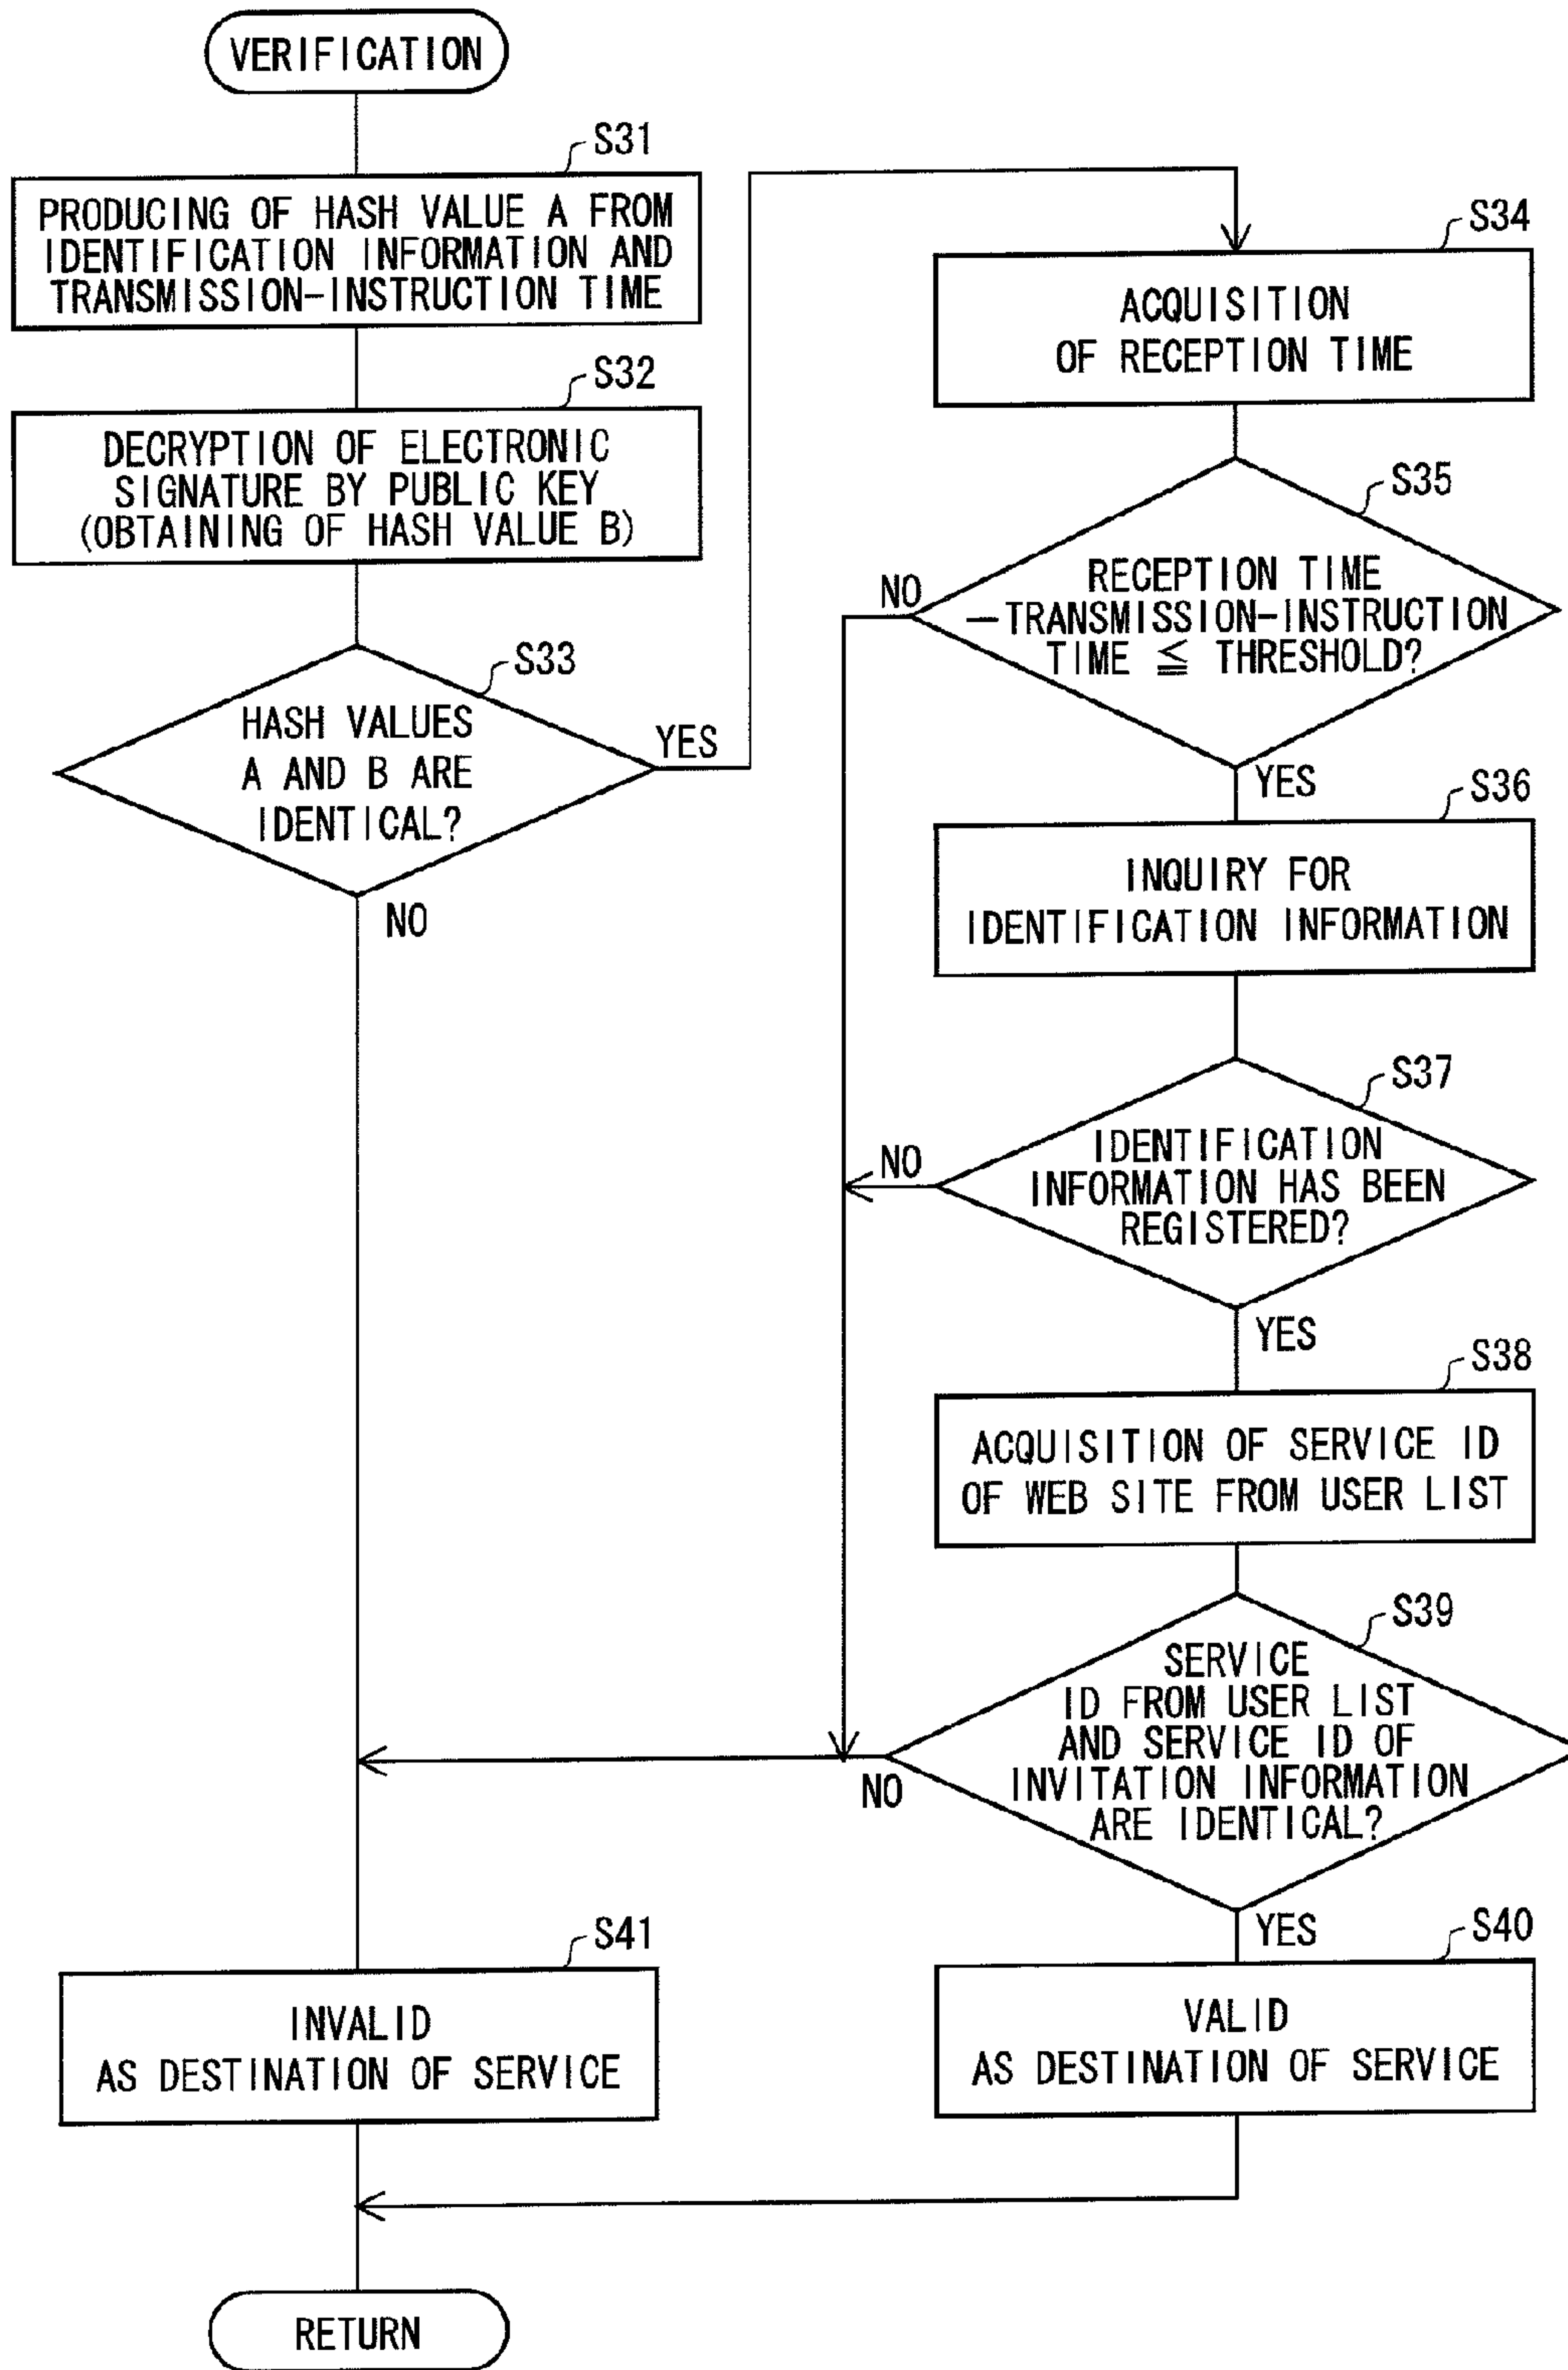 VERIFICATION
S31
PRODUCING OF HASH VALUE A FROM
IDENTIFICATION INFORMATION AND
TRANSMISSION-INSTRUCTION TIME
S32
DECRYPTION OF ELECTRONIC
SIGNATURE BY PUBLIC KEY
(OBTAINING OF HASH VALUE B)
S33
HASH VALUES
A AND B ARE
IDENTICAL?
YES
NO
S34
ACQUISITION
OF RECEPTION TIME
S35
RECEPTION TIME
—TRANSMISSION-INSTRUCTION
TIME ≦ THRESHOLD?
NO
YES
S36
INQUIRY FOR
IDENTIFICATION INFORMATION
S37
IDENTIFICATION
INFORMATION HAS BEEN
REGISTERED?
NO
YES
S38
ACQUISITION OF SERVICE ID
OF WEB SITE FROM USER LIST
S39
SERVICE
ID FROM USER LIST
AND SERVICE ID OF
INVITATION INFORMATION
ARE IDENTICAL?
NO
YES
S40
VALID
AS DESTINATION OF SERVICE
S41
INVALID
AS DESTINATION OF SERVICE
RETURN